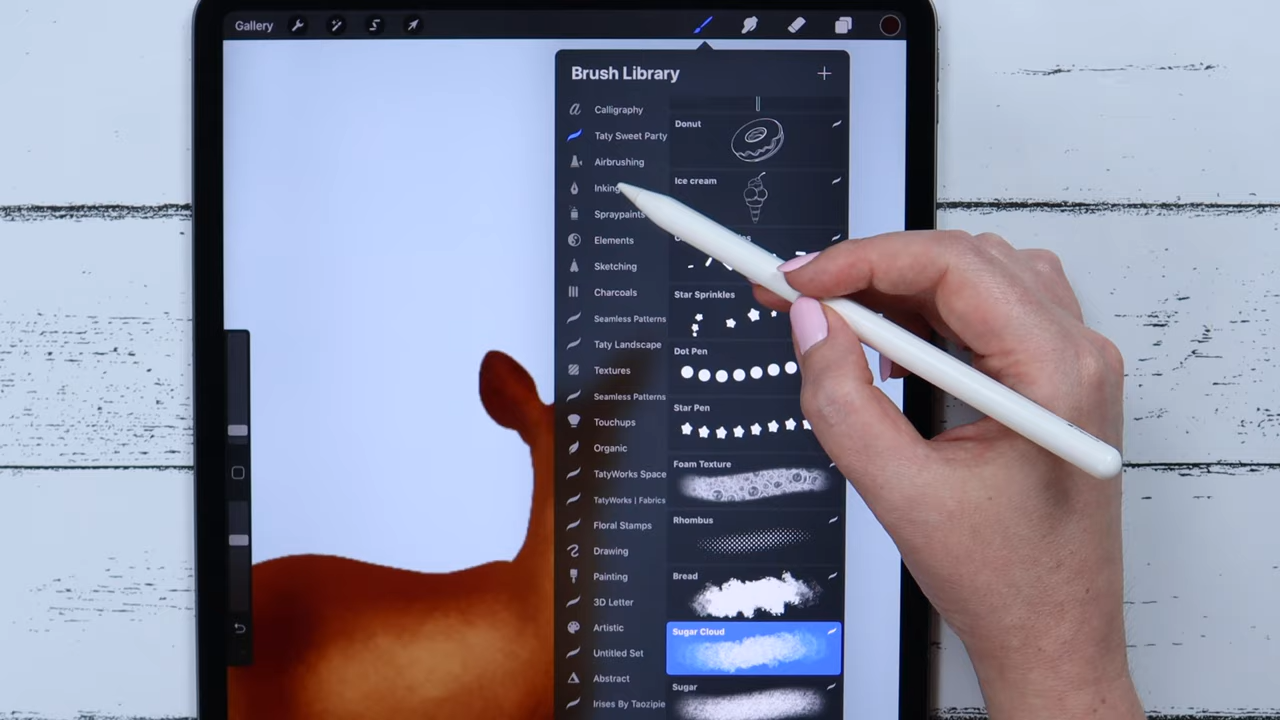 Gallery
Brush Library
Calligraphy
Taty Sweet Party
Airbrushing
Inking
Spraypaints
Elements
Sketching
Charcoals
Seamless Patterns
Taty Landscape
Textures
Seamless Patterns
Touchups
Organic
TatyWorks Space
TatyWorks | Fabrics
Floral Stamps
Drawing
Painting
3D Letter
Artistic
Untitled Set
Abstract
Irises By Taozipie
Donut
Ice cream
Star Sprinkles
Dot Pen
Star Pen
Foam Texture
Rhombus
Bread
Sugar Cloud
Sugar